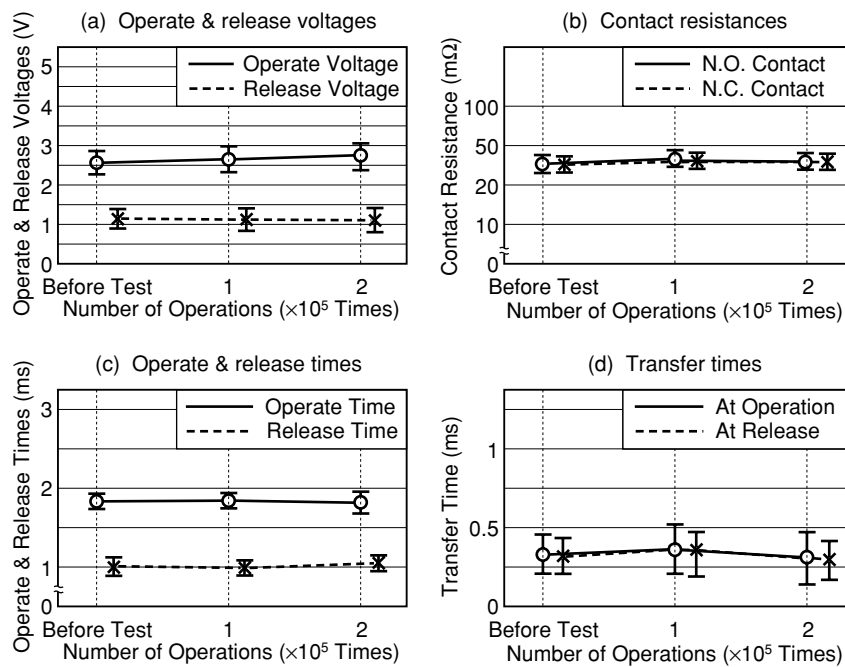 (a) Operate & release voltages
Operate & Release Voltages (V)
5
4
3
2
1
0
Operate Voltage
Release Voltage
Before Test 1 2
Number of Operations (×10⁵ Times)
(b) Contact resistances
Contact Resistance (mΩ)
100
50
20
10
0
N.O. Contact
N.C. Contact
Before Test 1 2
Number of Operations (×10⁵ Times)
(c) Operate & release times
Operate & Release Times (ms)
3
2
1
0
Operate Time
Release Time
Before Test 1 2
Number of Operations (×10⁵ Times)
(d) Transfer times
Transfer Time (ms)
1
0.5
0
At Operation
At Release
Before Test 1 2
Number of Operations (×10⁵ Times)